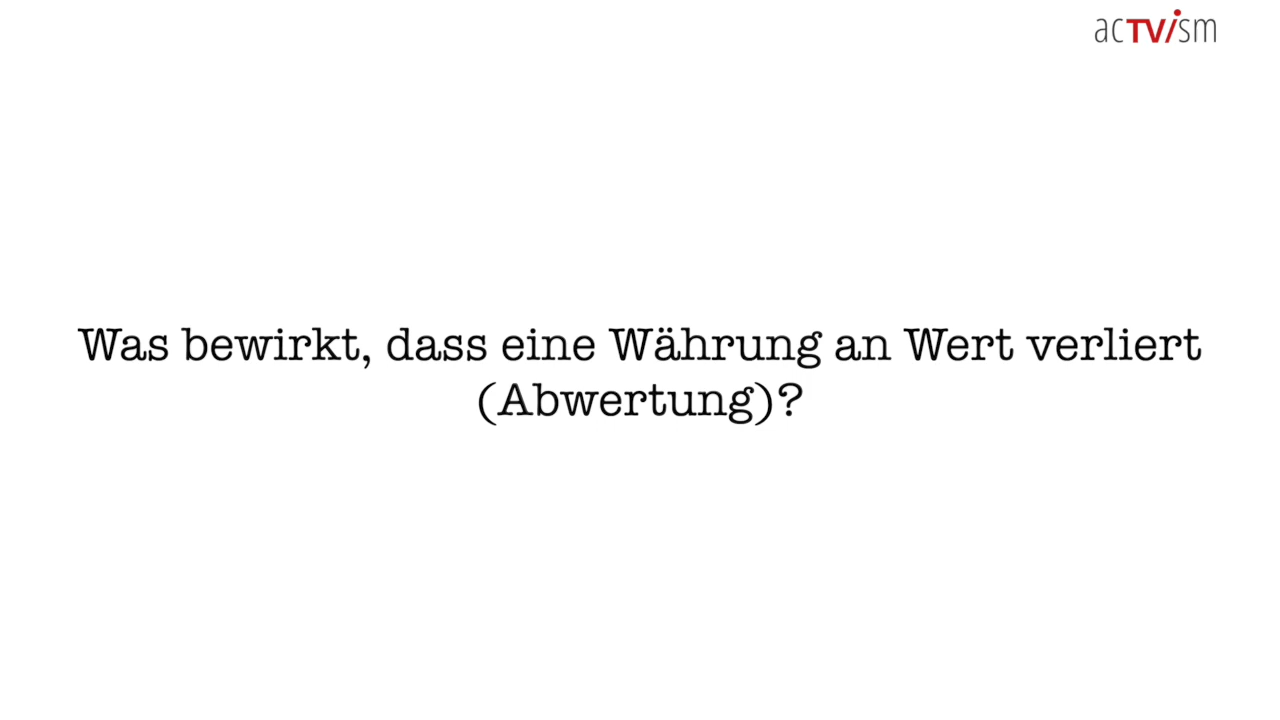 acTVism
Was bewirkt, dass eine Währung an Wert verliert
(Abwertung)?